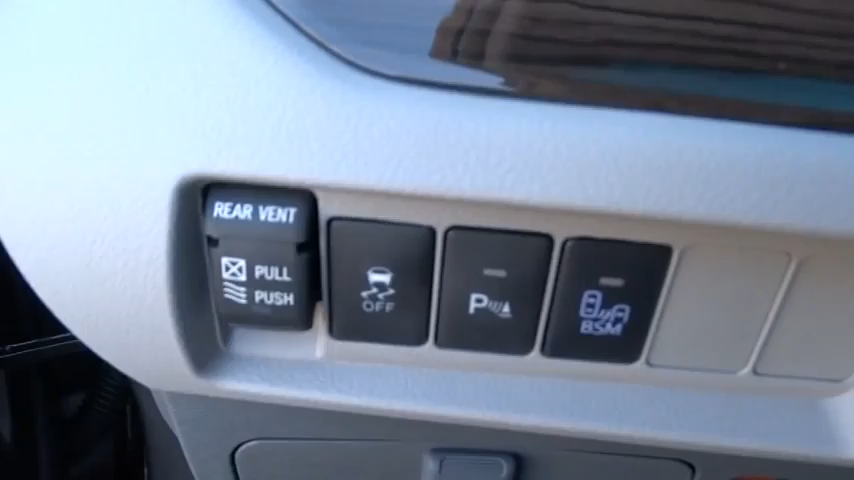 REAR VENT
PULL
PUSH
OFF
P
BSM